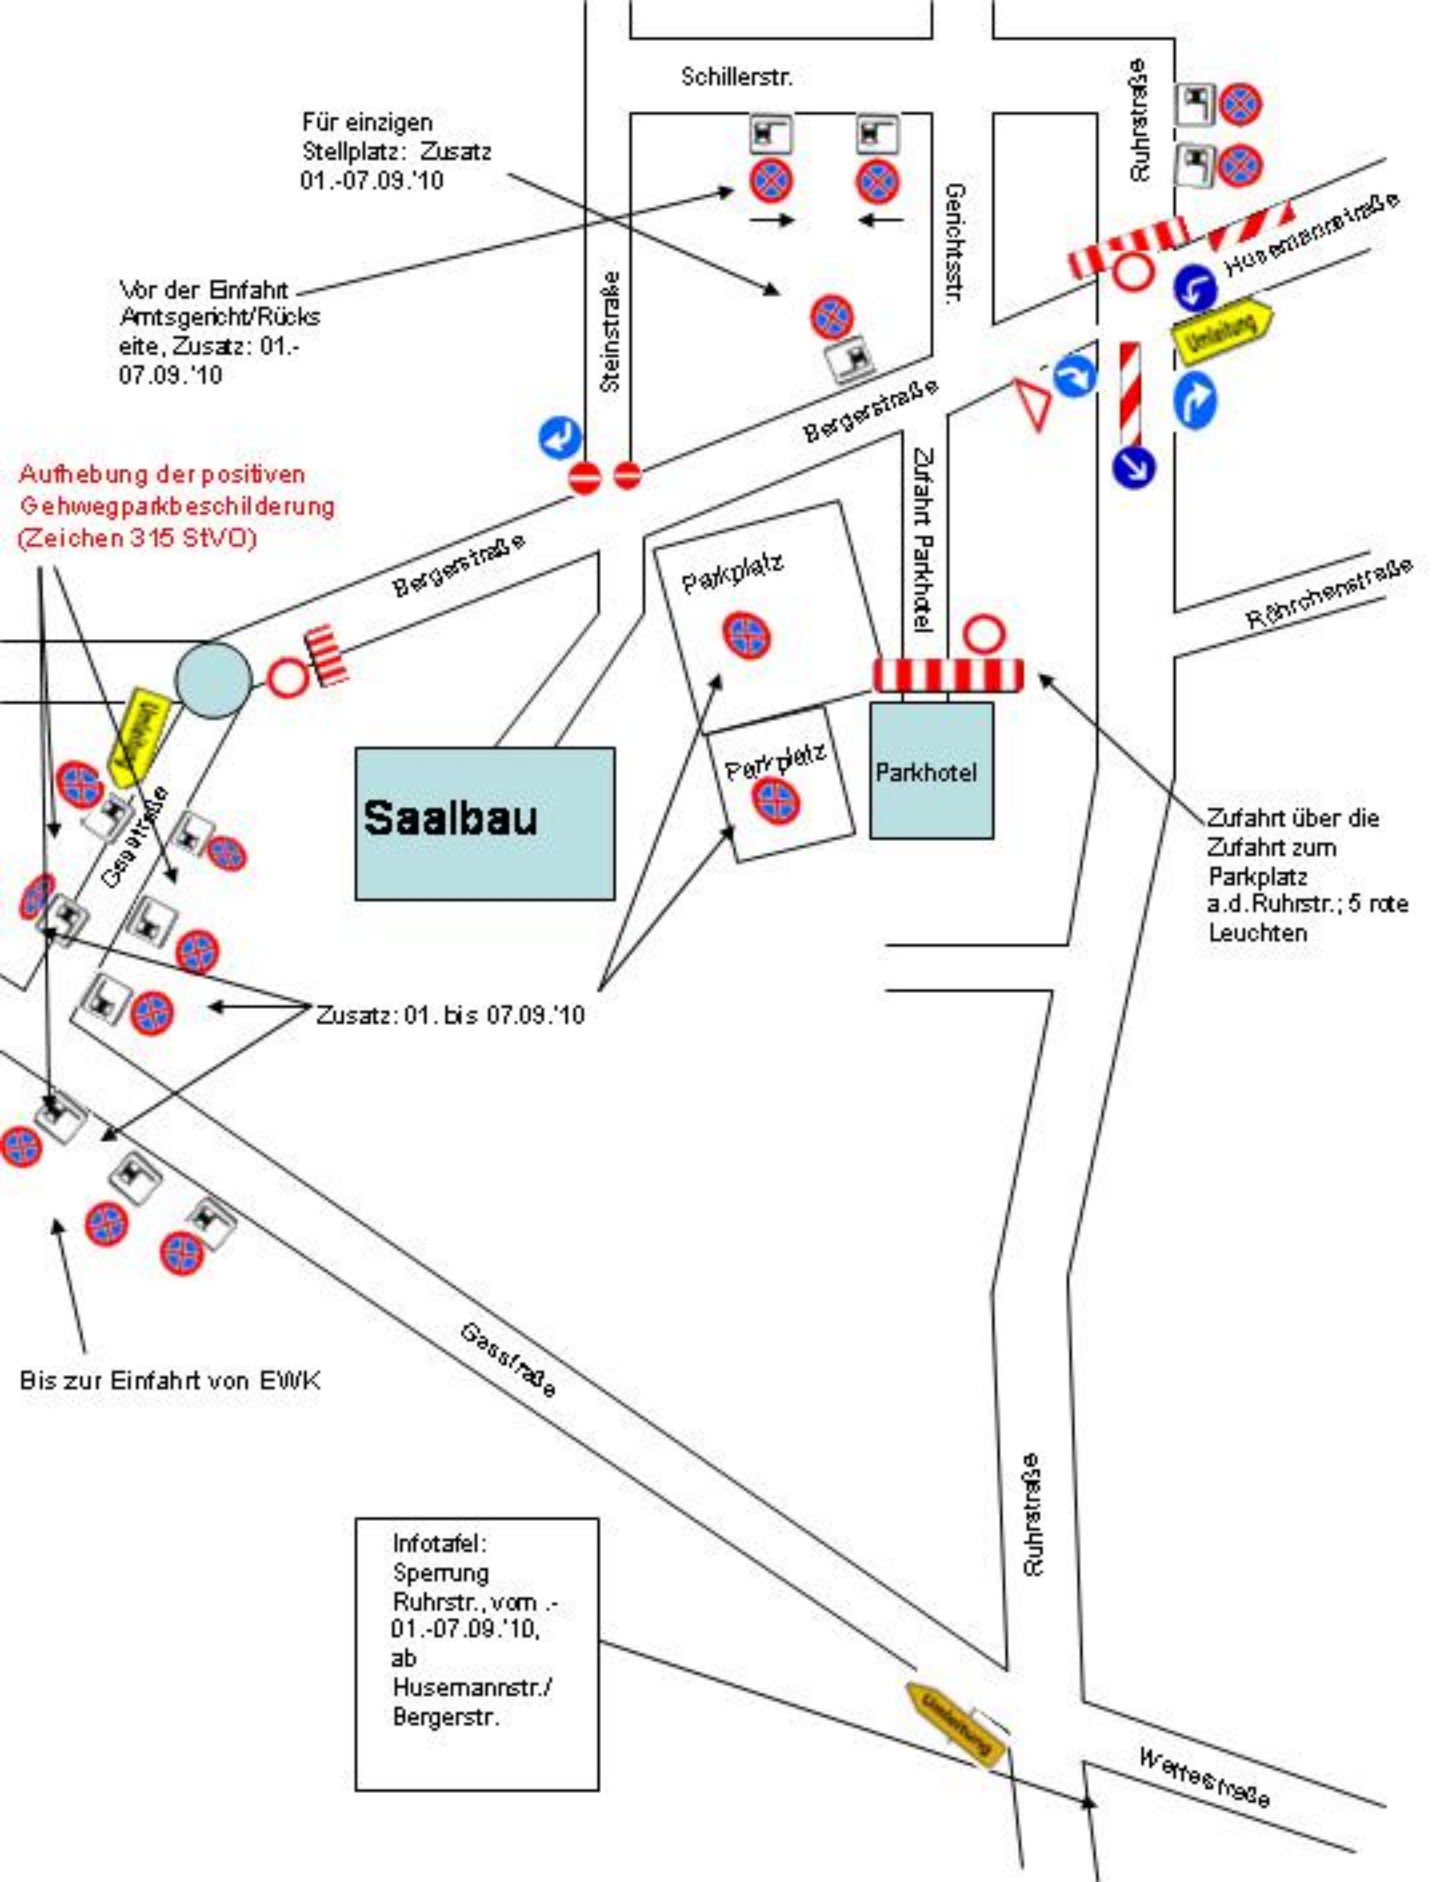 Schillerstr.
Ruhrstraße
Für einzigen
Stellplatz: Zusatz
01.-07.09.'10
Gerichtsstr.
Husemannstraße
Vor der Einfahrt
Amtsgericht/Rücks
eite, Zusatz: 01.-
07.09.'10
Steinstraße
Umleitung
Bergerstraße
Aufhebung der positiven
Gehwegparkbeschilderung
(Zeichen 315 StVO)
Zufahrt Parkhotel
Bergerstraße
Parkplatz
Röhrchenstraße
Umleitung
Parkplatz
Parkhotel
Saalbau
Zufahrt über die
Zufahrt zum
Parkplatz
a.d.Ruhrstr.; 5 rote
Leuchten
Zusatz: 01. bis 07.09.'10
Gasstraße
Bis zur Einfahrt von EWK
Ruhrstraße
Infotafel:
Sperrung
Ruhrstr., vom .-
01.-07.09.'10,
ab
Husemannstr./
Bergerstr.
Umleitung